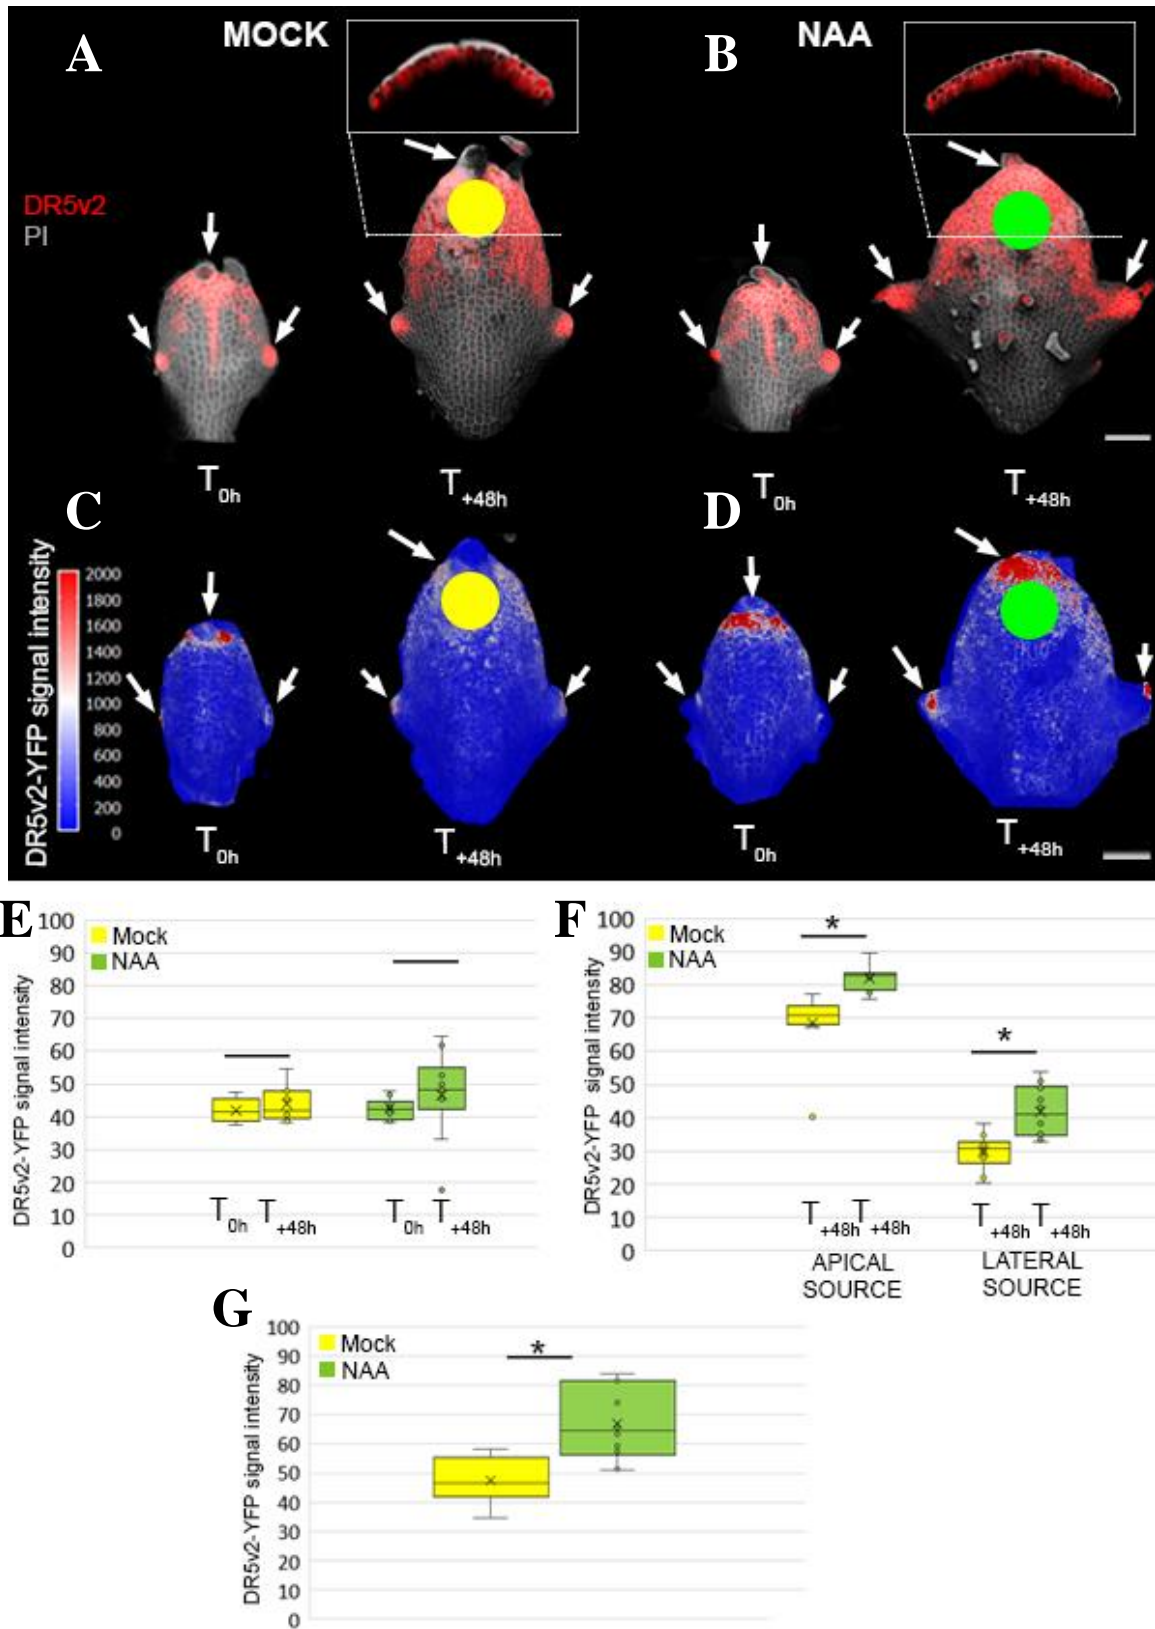 A MOCK B NAA
DR5v2
PI
T0h T+48h T0h T+48h
C D
DR5v2-YFP signal intensity
2000
1800
1600
1400
1200
1000
800
600
400
200
0
T0h T+48h T0h T+48h
E
DR5v2-YFP signal intensity
100
90
80
70
60
50
40
30
20
10
0
Mock
NAA
T0h T+48h T0h T+48h
F
DR5v2-YFP signal intensity
100
90
80
70
60
50
40
30
20
10
0
Mock
NAA
*
*
T+48h T+48h T+48h T+48h
APICAL SOURCE
LATERAL SOURCE
G
DR5v2-YFP signal intensity
100
90
80
70
60
50
40
30
20
10
0
Mock
NAA
*